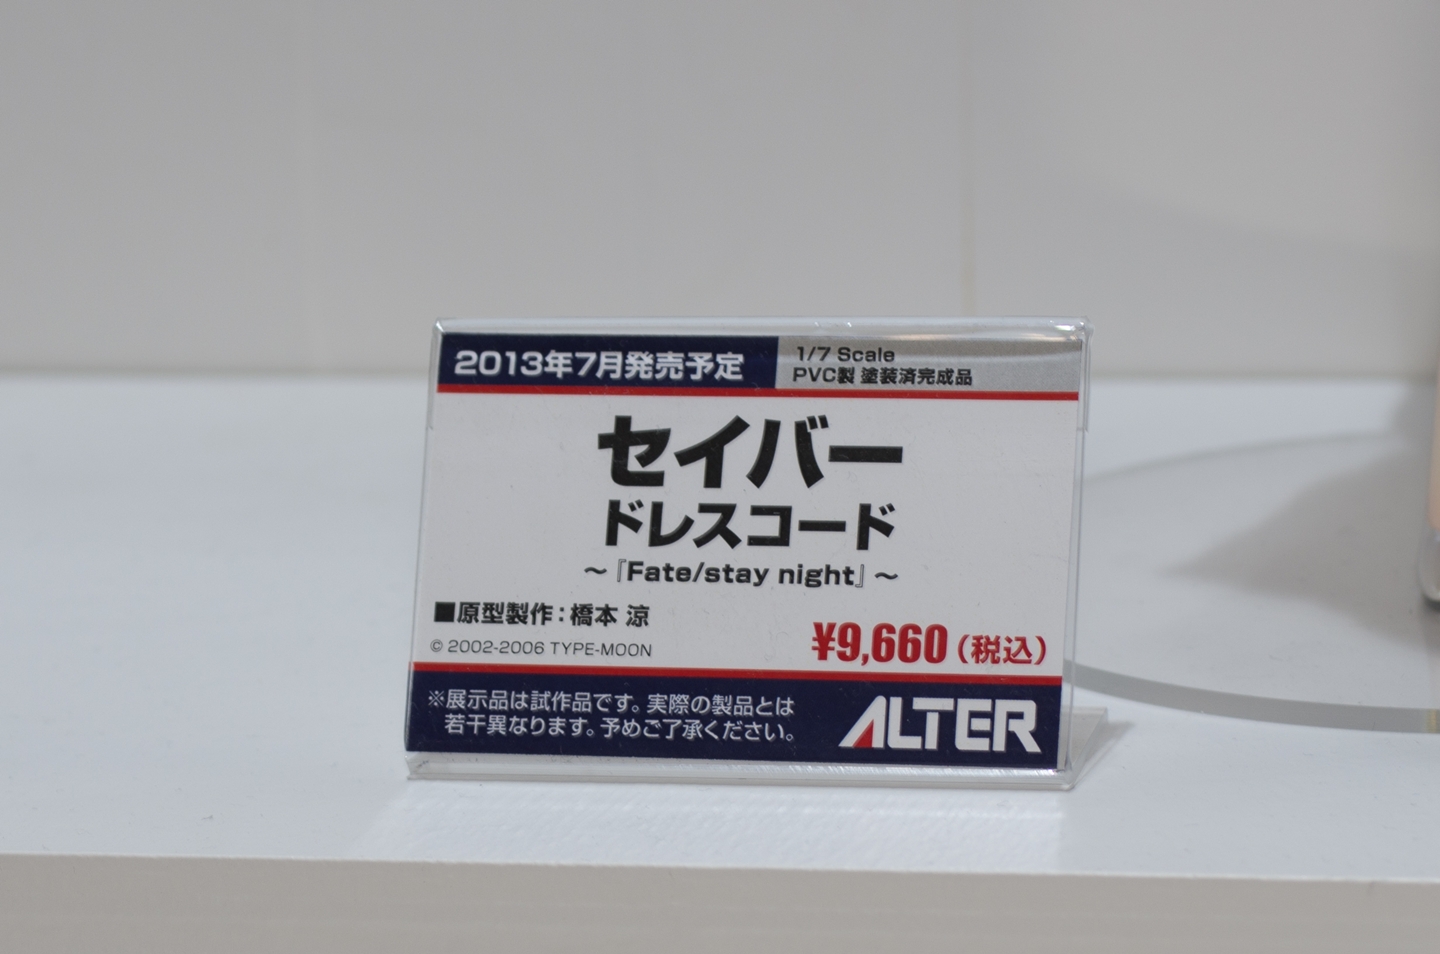 2013年7月発売予定
1/7 Scale
PVC製 塗装済完成品
セイバー
ドレスコード
～『Fate/stay night』～
■原型製作：橋本 涼
© 2002-2006 TYPE-MOON
¥9,660（税込）
※展示品は試作品です。実際の製品とは
若干異なります。予めご了承ください。
ALTER